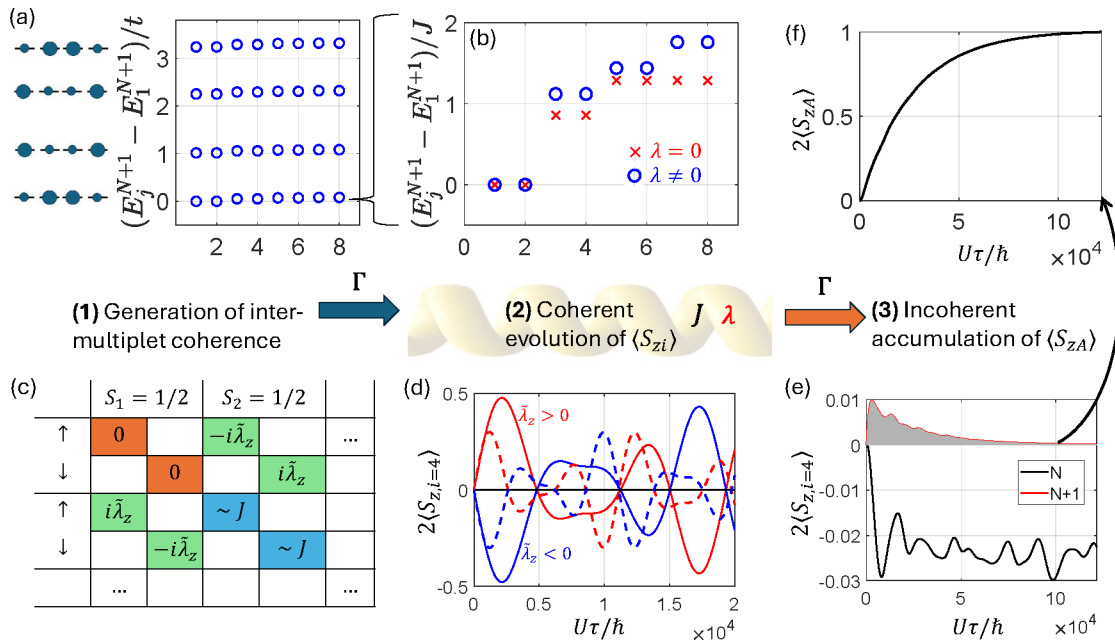 (a)
(E_j^{N+1} − E_1^{N+1})/t
3
2
1
0
0 2 4 6 8
(b)
(E_j^{N+1} − E_1^{N+1})/J
2
1
0
λ = 0
λ ≠ 0
0 2 4 6 8
(f)
2⟨S_{zA}⟩
1
0.5
0
0 5 10
Uτ/ħ
×10^4
(1) Generation of inter-
multiplet coherence
Γ
(2) Coherent
evolution of ⟨S_{zi}⟩
J λ
Γ
(3) Incoherent
accumulation of ⟨S_{zA}⟩
(c)
S_1 = 1/2 S_2 = 1/2
↑ 0 −iλ̃_z ...
↓ 0 iλ̃_z
↑ iλ̃_z ~ J
↓ −iλ̃_z ~ J
... ...
(d)
2⟨S_{z,i=4}⟩
0.5
0
-0.5
λ̃_z > 0
λ̃_z < 0
0 0.5 1 1.5 2
Uτ/ħ
×10^4
(e)
2⟨S_{z,i=4}⟩
0.01
0
-0.01
-0.02
-0.03
N
N+1
0 5 10
Uτ/ħ
×10^4